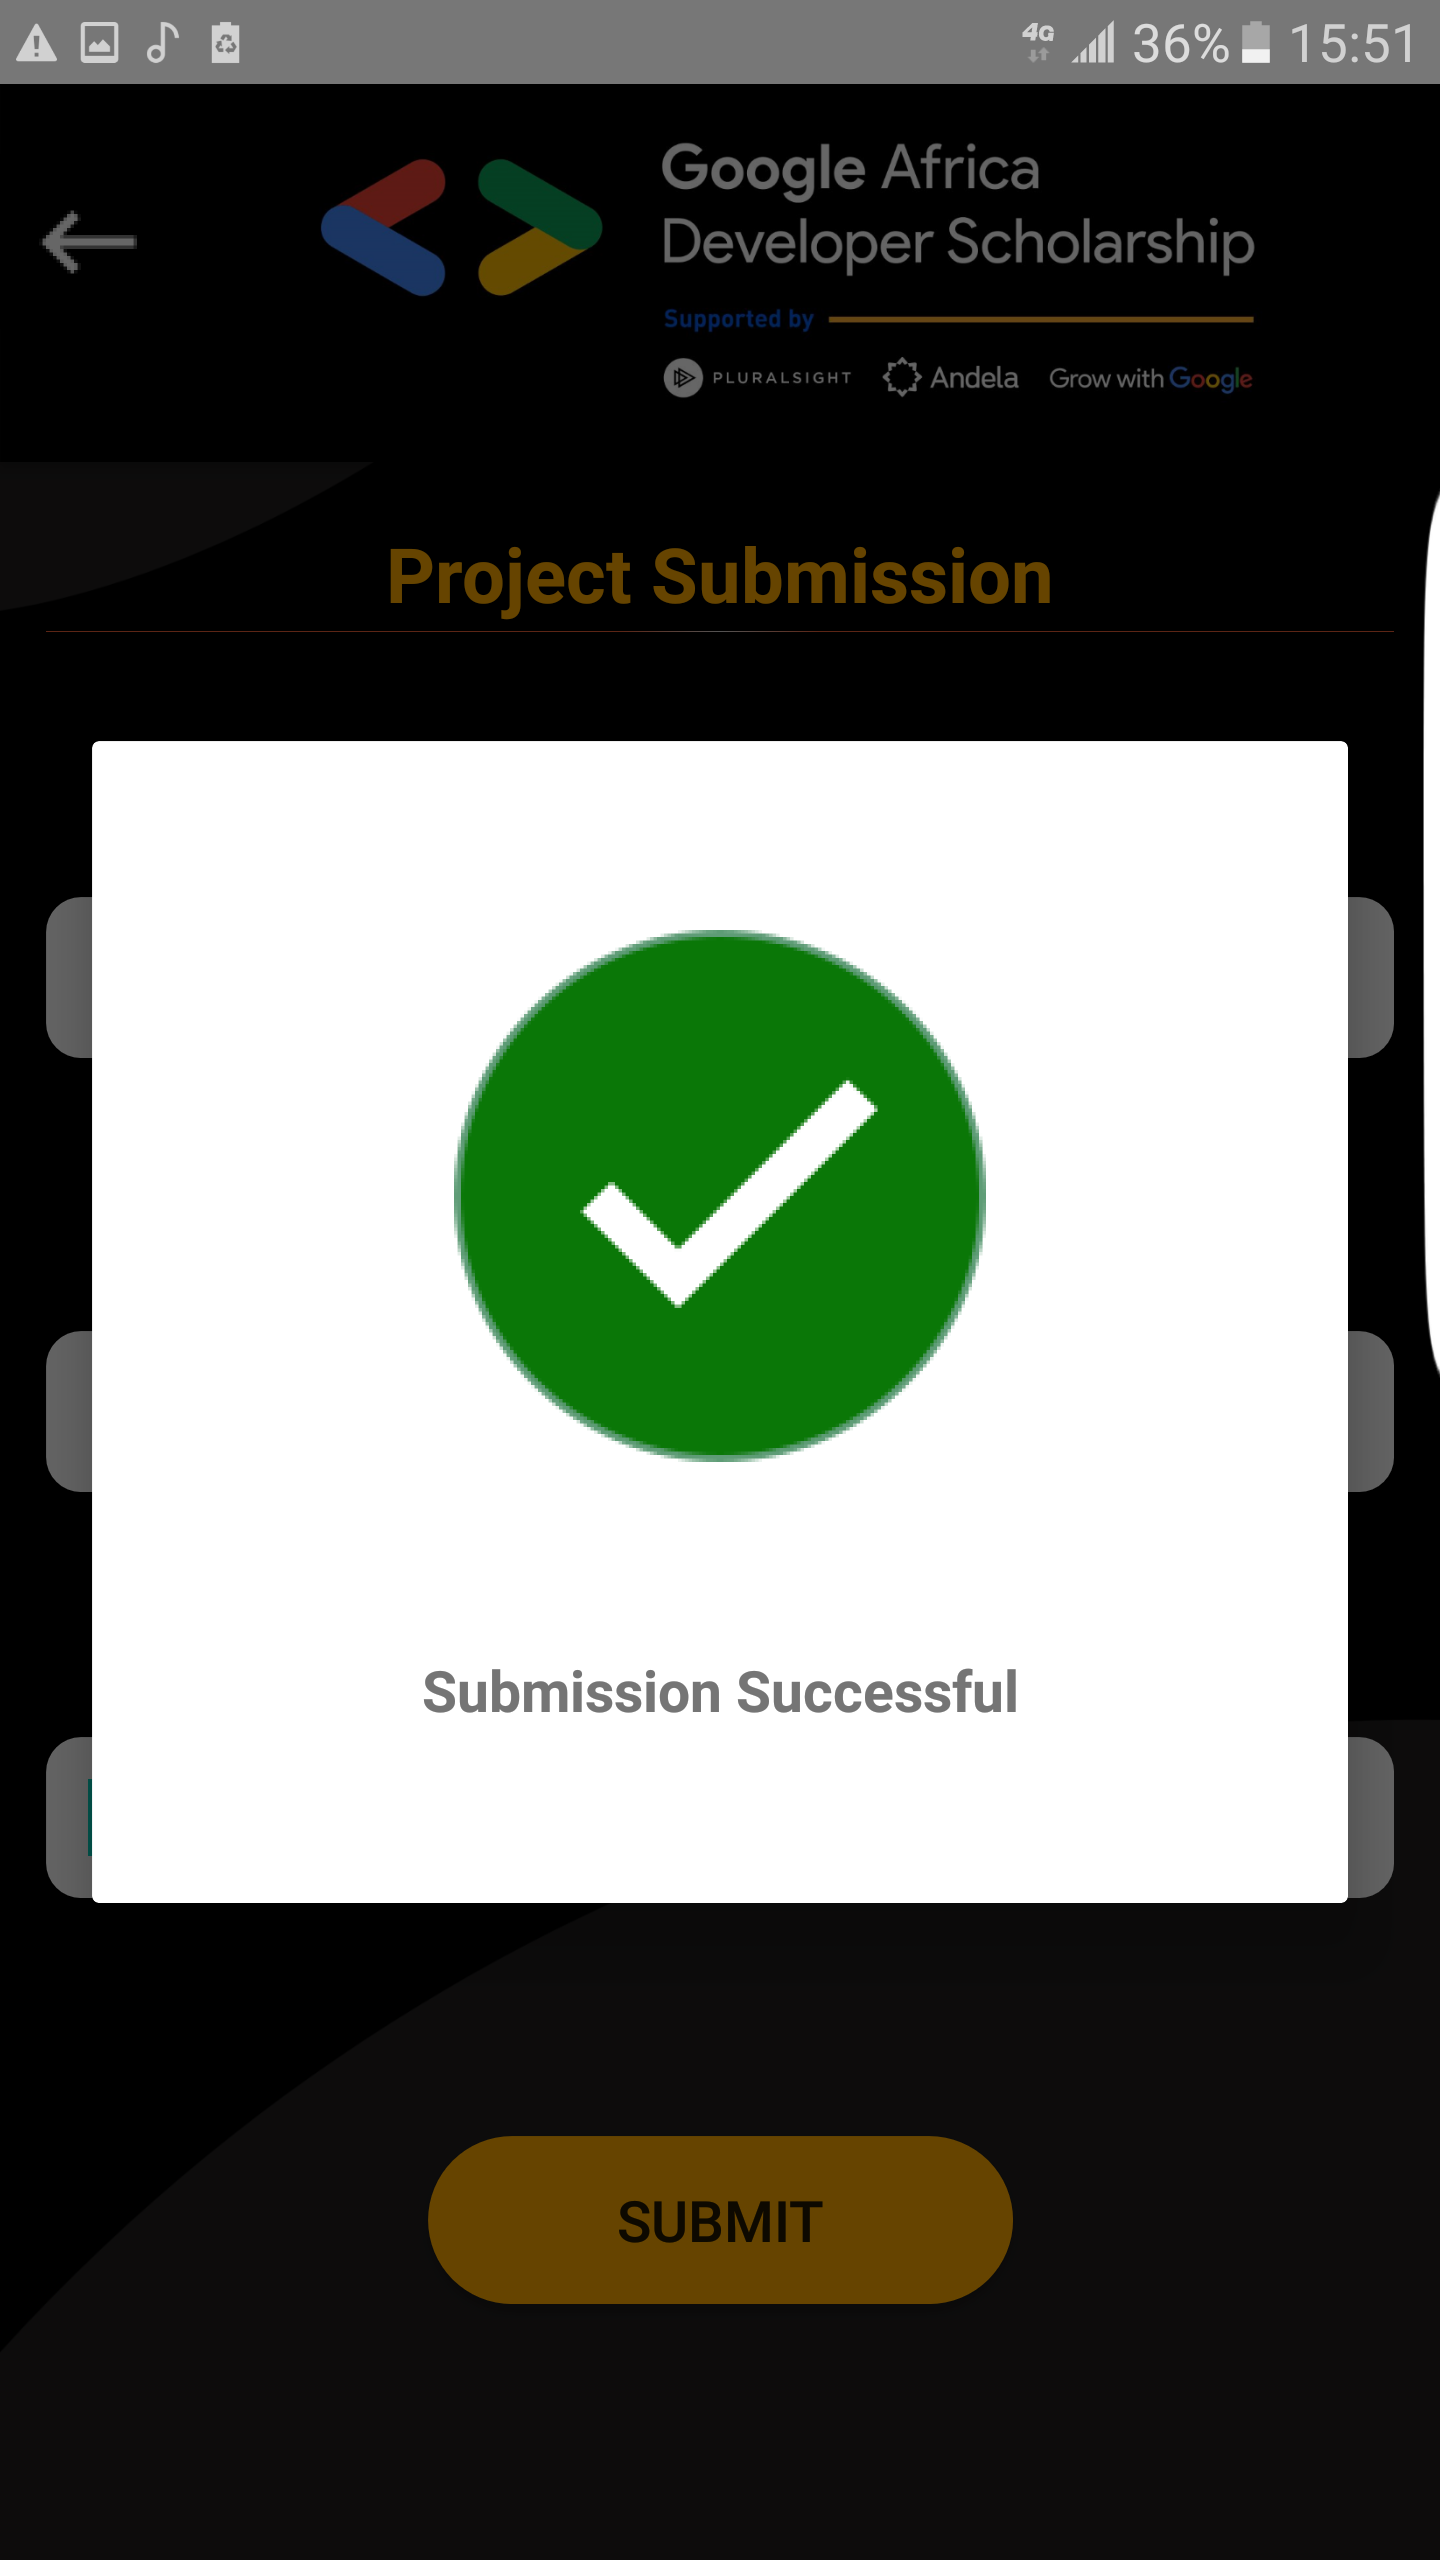 4G 36% 15:51
Google Africa
Developer Scholarship
Supported by
PLURALSIGHT Andela Grow with Google
Project Submission
Submission Successful
SUBMIT